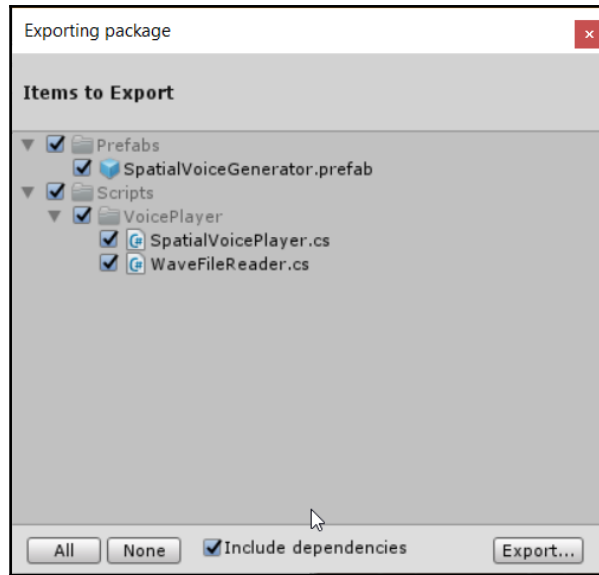 Exporting package
Items to Export
Prefabs
SpatialVoiceGenerator.prefab
Scripts
VoicePlayer
SpatialVoicePlayer.cs
WaveFileReader.cs
All None Include dependencies Export...